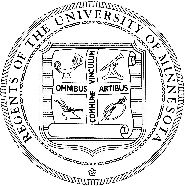 REGENTS OF THE UNIVERSITY OF MINNESOTA
OMNIBUS ARTIBUS
COMMUNE VINCULUM